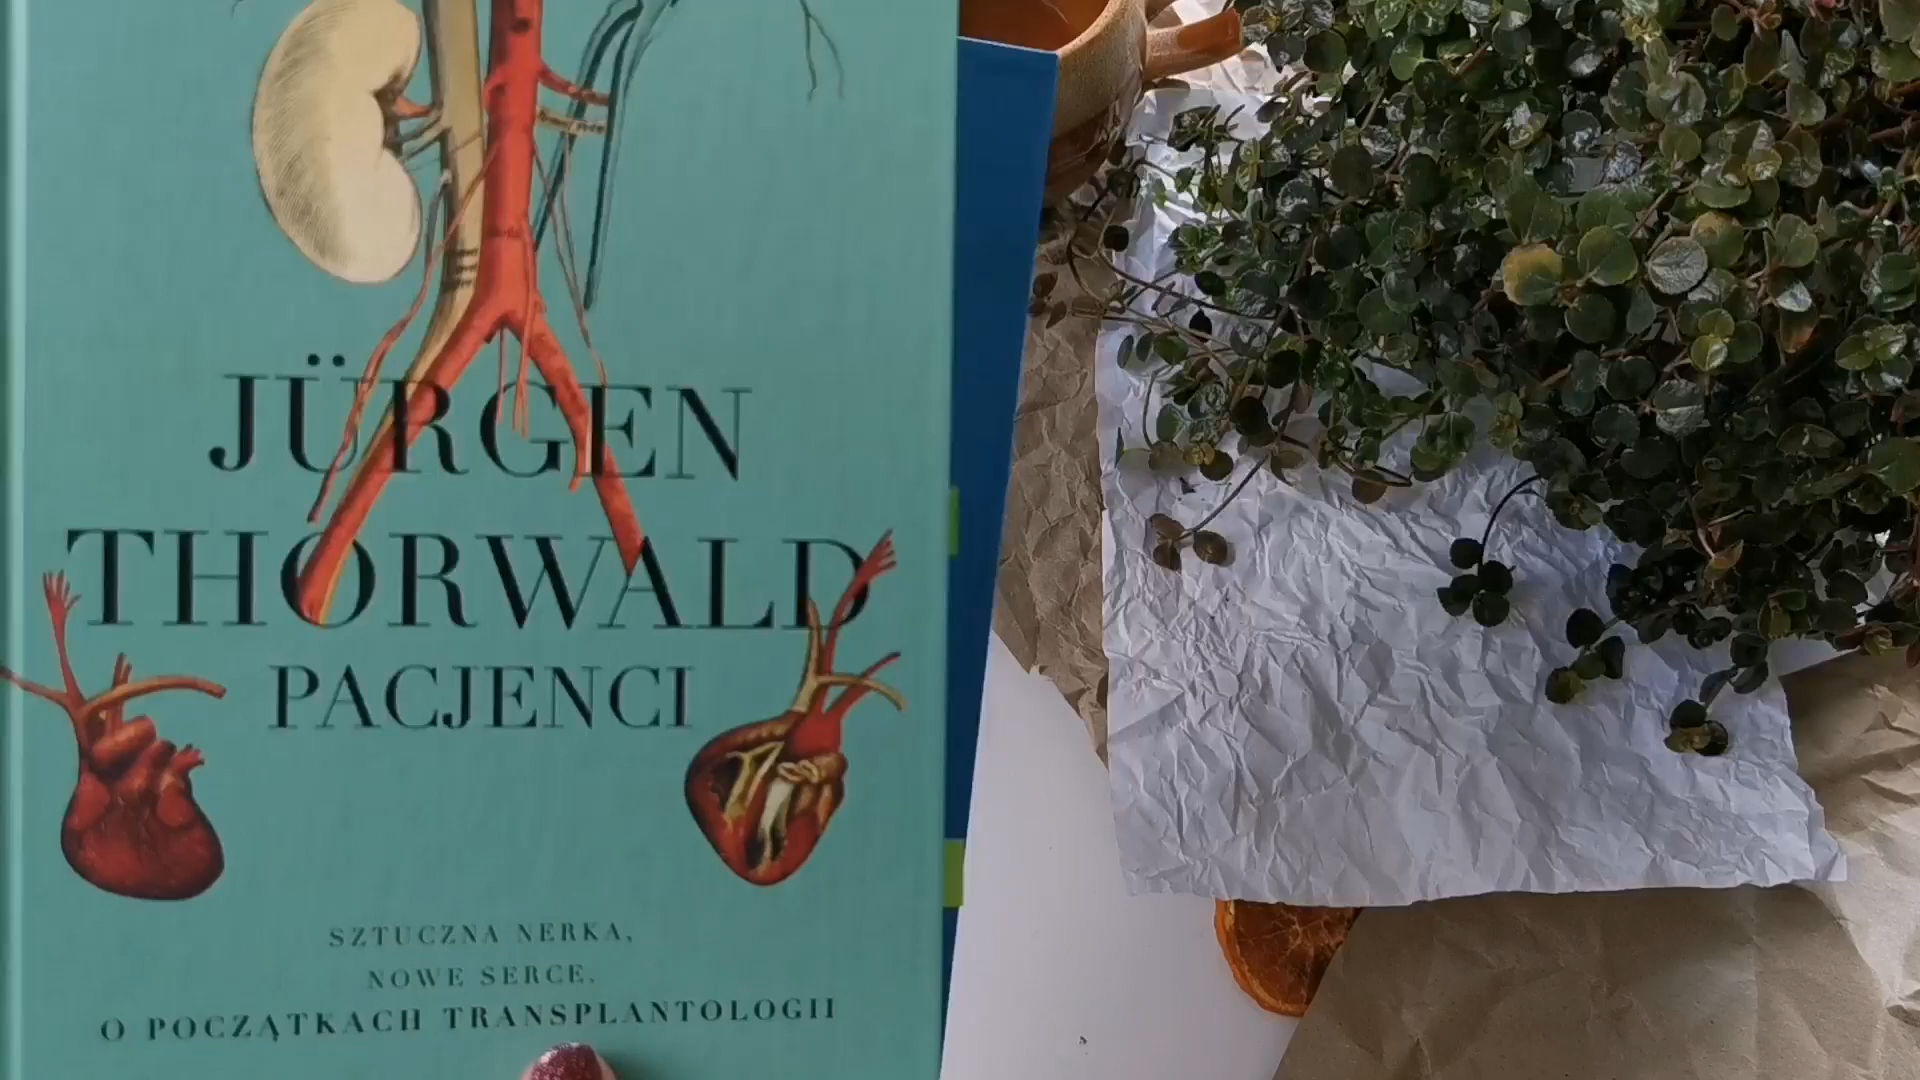 JÜRGEN
THORWALD
PACJENCI
SZTUCZNA NERKA,
NOWE SERCE.
O POCZĄTKACH TRANSPLANTOLOGII